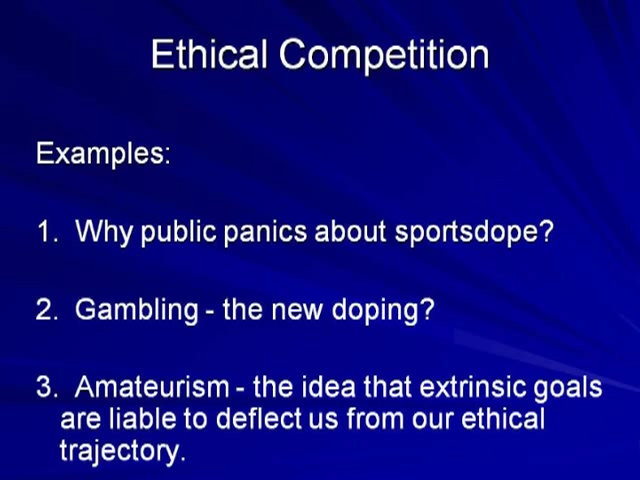 Ethical Competition
Examples:
1. Why public panics about sportsdope?
2. Gambling - the new doping?
3. Amateurism - the idea that extrinsic goals
are liable to deflect us from our ethical
trajectory.